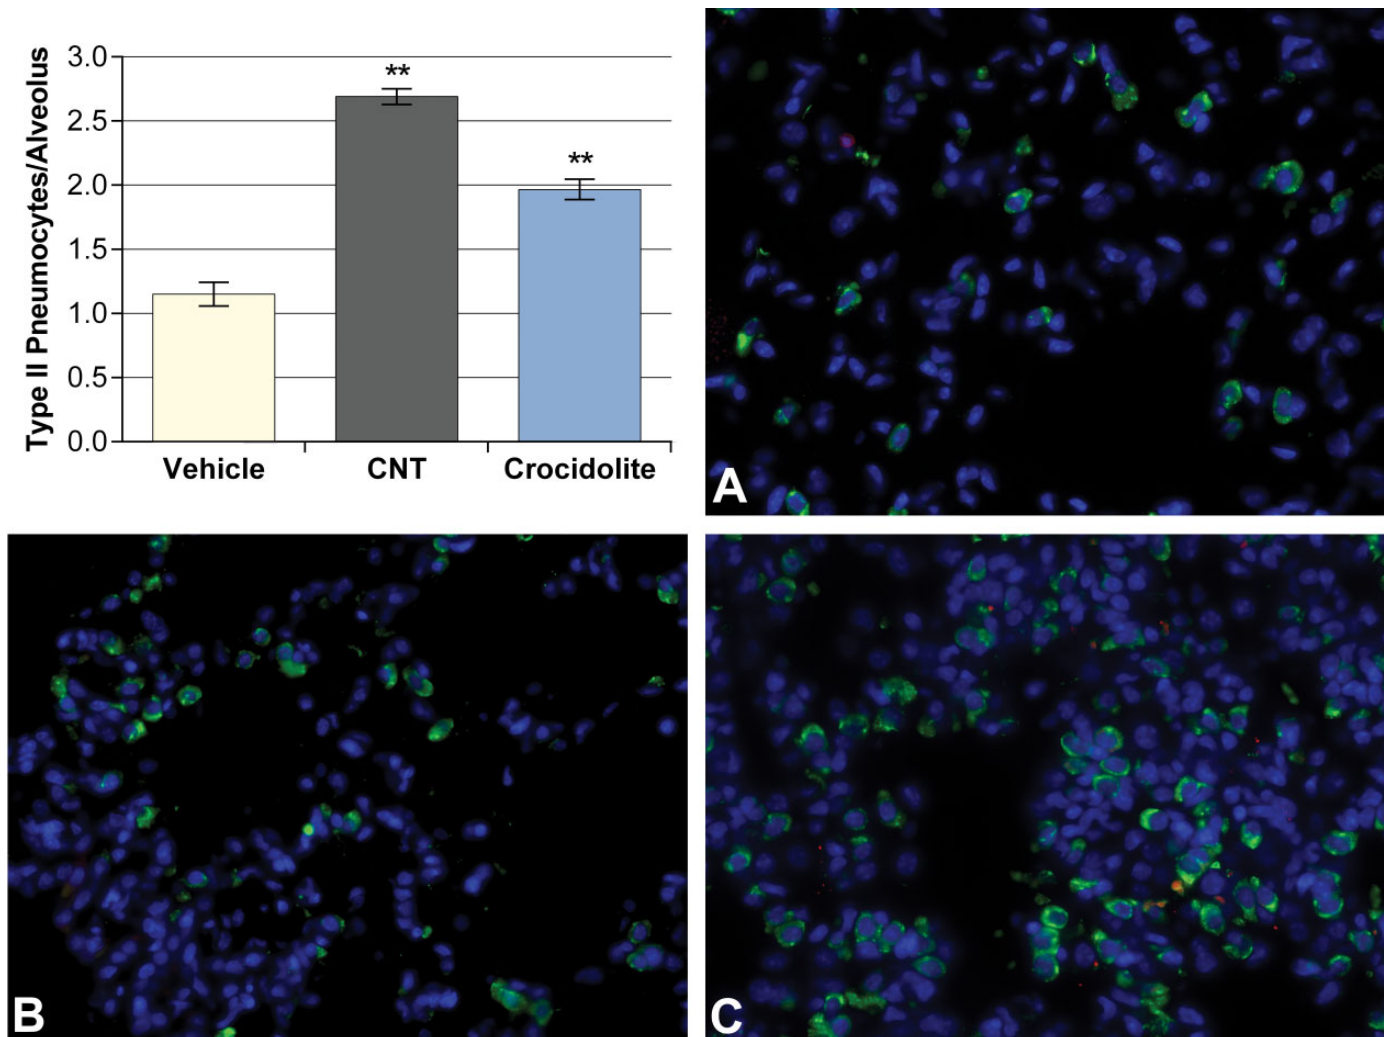 Type II Pneumocytes/Alveolus
3.0
2.5
2.0
1.5
1.0
0.5
0.0
**
**
Vehicle CNT Crocidolite
A
B
C